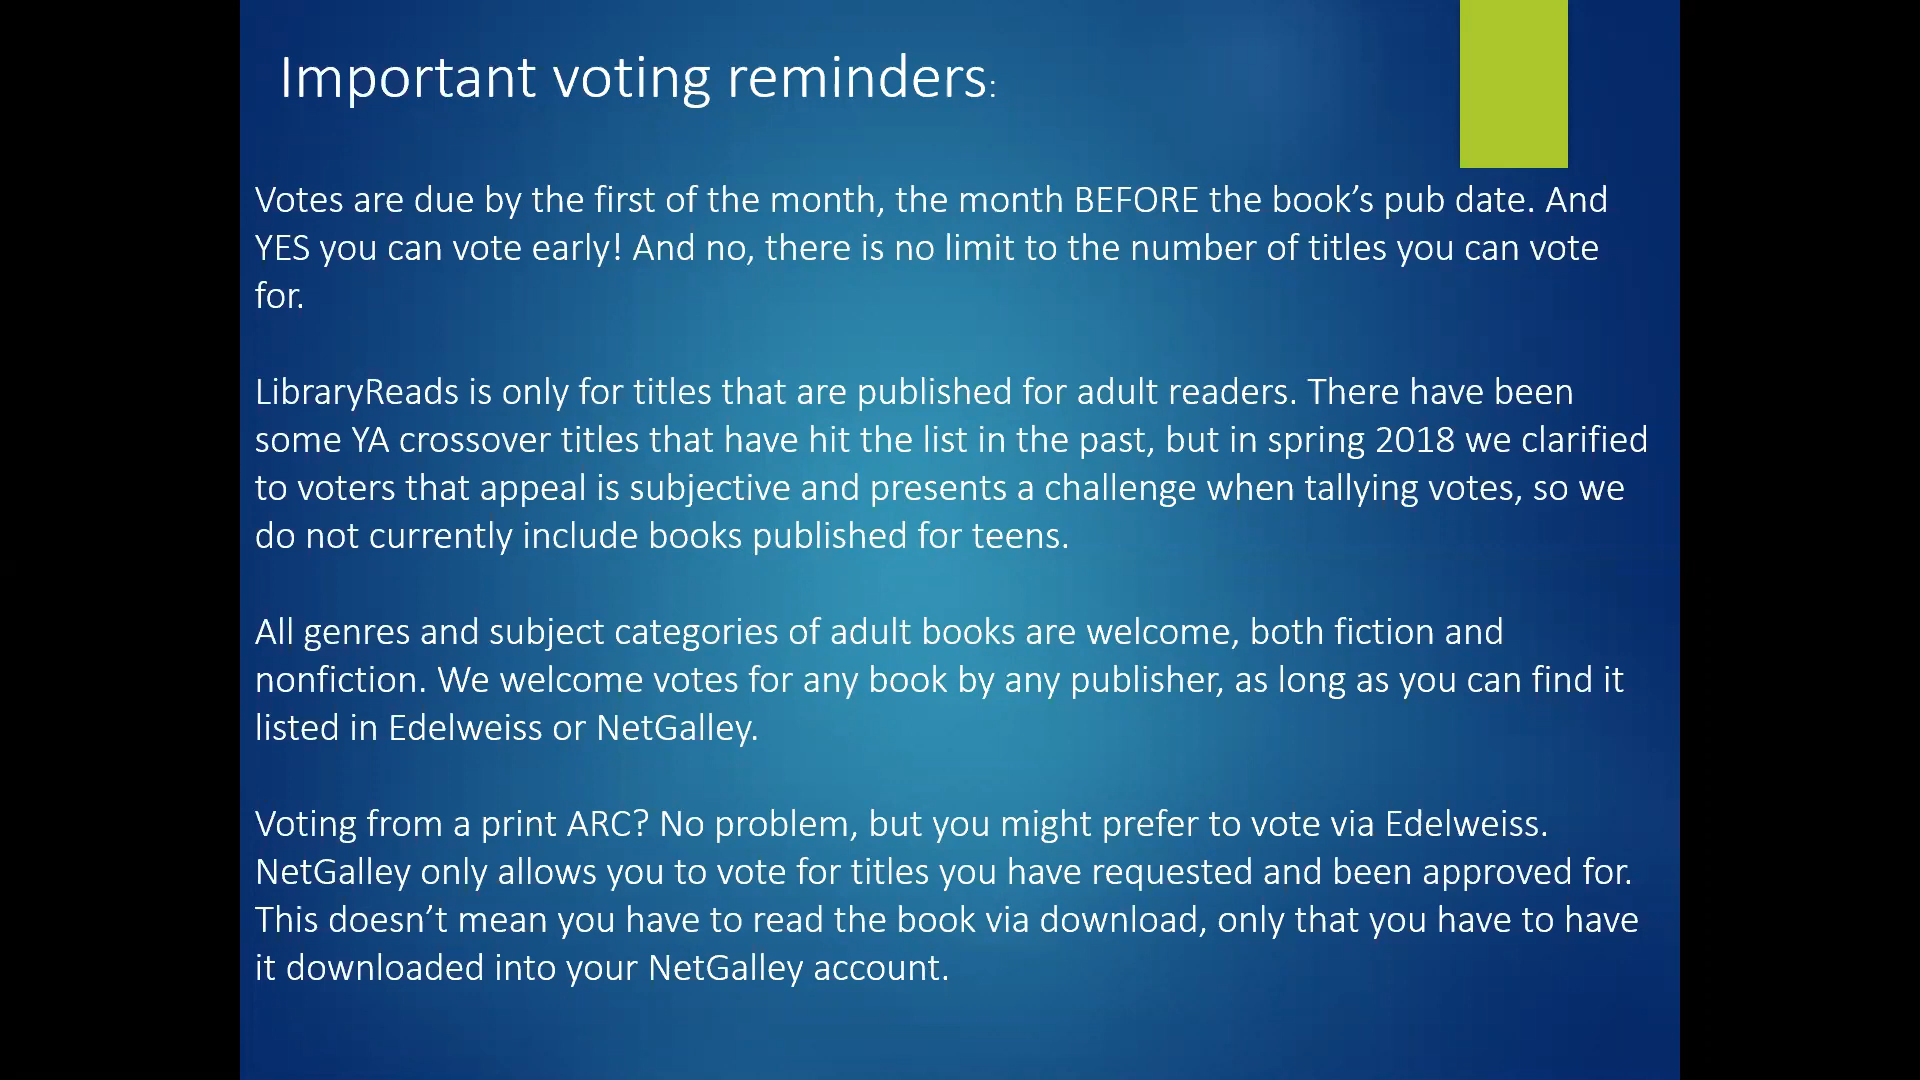 Important voting reminders:
Votes are due by the first of the month, the month BEFORE the book’s pub date. And
YES you can vote early! And no, there is no limit to the number of titles you can vote
for.
LibraryReads is only for titles that are published for adult readers. There have been
some YA crossover titles that have hit the list in the past, but in spring 2018 we clarified
to voters that appeal is subjective and presents a challenge when tallying votes, so we
do not currently include books published for teens.
All genres and subject categories of adult books are welcome, both fiction and
nonfiction. We welcome votes for any book by any publisher, as long as you can find it
listed in Edelweiss or NetGalley.
Voting from a print ARC? No problem, but you might prefer to vote via Edelweiss.
NetGalley only allows you to vote for titles you have requested and been approved for.
This doesn’t mean you have to read the book via download, only that you have to have
it downloaded into your NetGalley account.